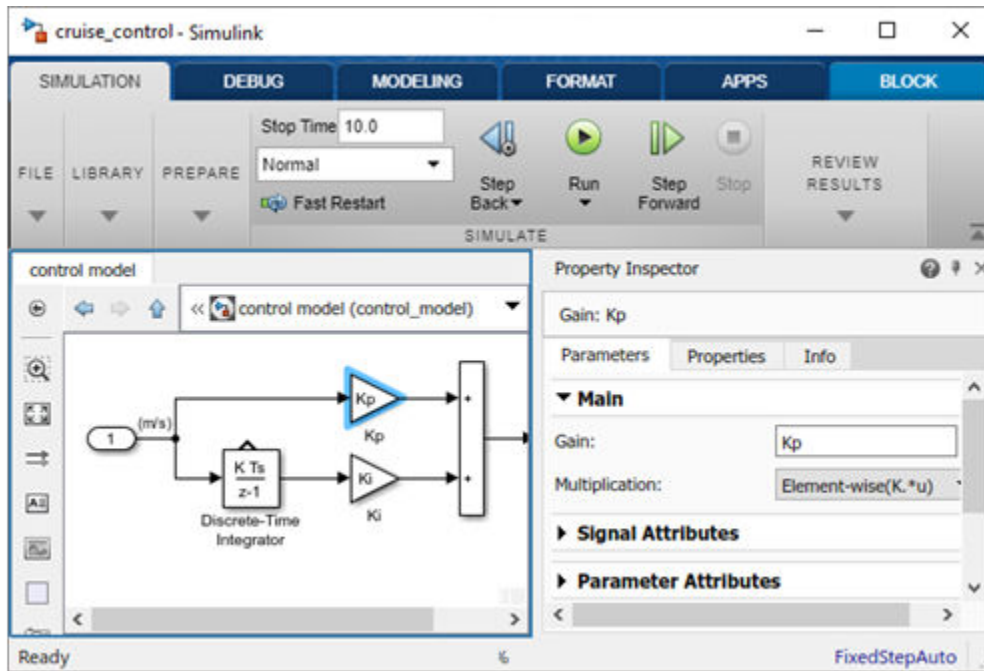 cruise_control - Simulink
SIMULATION DEBUG MODELING FORMAT APPS BLOCK
FILE
LIBRARY
PREPARE
Stop Time 10.0
Normal
Fast Restart
Step
Back
Run
Step
Forward
Stop
SIMULATE
REVIEW
RESULTS
control model
« control model (control_model)
1
(m/s)
Kp
Kp
+
K Ts
z-1
Discrete-Time
Integrator
Ki
Ki
+
Property Inspector
Gain: Kp
Parameters Properties Info
Main
Gain: Kp
Multiplication: Element-wise(K.*u)
Signal Attributes
Parameter Attributes
Ready
FixedStepAuto